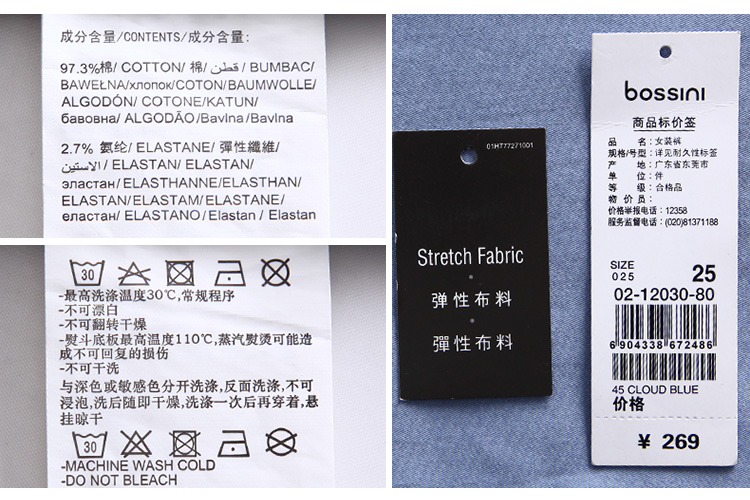 成分含量/CONTENTS/成分含量:
97.3%棉/ COTTON/ 棉/ قطن / BUMBAC/
BAWEŁNA/хлопок/COTON/BAUMWOLLE/
ALGODÓN/ COTONE/KATUN/
бавовна/ ALGODÃO/Bavlna/Bavlna
2.7% 氨纶/ ELASTANE/ 彈性纖維/
الاستين/ ELASTAN/ ELASTAN/
эластан/ ELASTHANNE/ELASTHAN/
ELASTAN/ELASTAM/ELASTANE/
еластан/ ELASTANO/Elastan / Elastan
30
-最高洗涤温度30℃,常规程序
-不可漂白
-不可翻转干燥
-熨斗底板最高温度110℃,蒸汽熨烫可能造
成不可回复的损伤
-不可干洗
与深色或敏感色分开洗涤,反面洗涤,不可
浸泡,洗后随即干燥,洗涤一次后再穿着,悬
挂晾干
30
-MACHINE WASH COLD
-DO NOT BLEACH
01HT77271001
Stretch Fabric
弹性布料
彈性布料
bossini
商品标价签
品 名: 女装裤
规格/号型: 详见耐久性标签
产 地: 广东省东莞市
单 位: 件
等 级: 合格品
物 价 员:
价格举报电话: 12358
服务监督电话: (020)81371188
SIZE 25
025
02-12030-80
6 904338 672486
45 CLOUD BLUE
价格
¥ 269